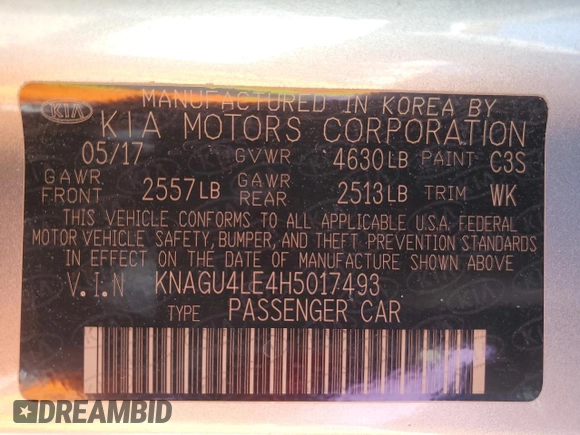 KIA
MANUFACTURED IN KOREA BY
KIA MOTORS CORPORATION
05/17 GVWR 4630 LB PAINT C3S
GAWR FRONT 2557 LB GAWR REAR 2513 LB TRIM WK
THIS VEHICLE CONFORMS TO ALL APPLICABLE U.S.A. FEDERAL
MOTOR VEHICLE SAFETY, BUMPER, AND THEFT PREVENTION STANDARDS
IN EFFECT ON THE DATE OF MANUFACTURE SHOWN ABOVE
V.I.N KNAGU4LE4H5017493
TYPE PASSENGER CAR
DREAMBID